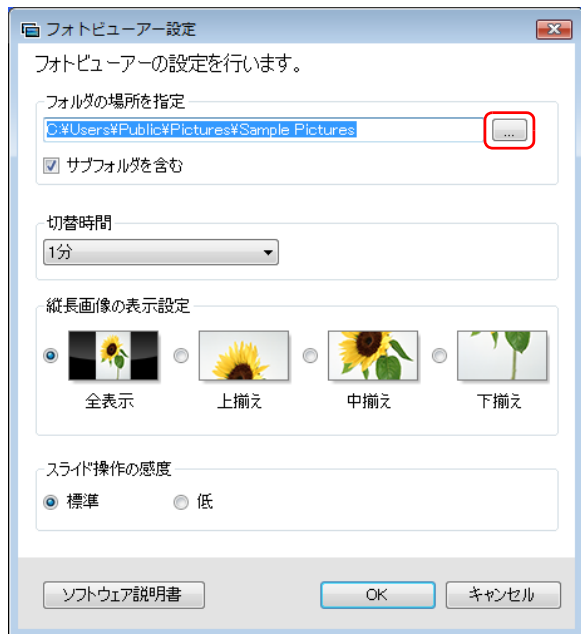 フォトビューアー設定
フォトビューアーの設定を行います。
フォルダの場所を指定
C:¥Users¥Public¥Pictures¥Sample Pictures
...
サブフォルダを含む
切替時間
1分
縦長画像の表示設定
全表示 上揃え 中揃え 下揃え
スライド操作の感度
標準 低
ソフトウェア説明書 OK キャンセル